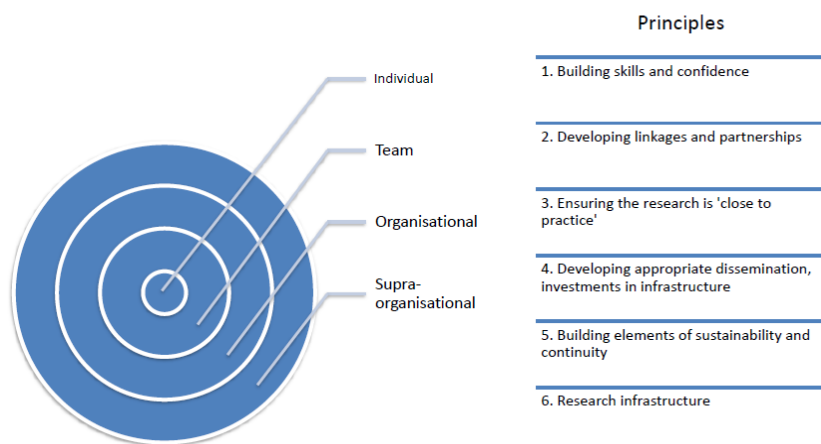 Individual
Team
Organisational
Supra-
organisational
Principles
1. Building skills and confidence
2. Developing linkages and partnerships
3. Ensuring the research is 'close to
practice'
4. Developing appropriate dissemination,
investments in infrastructure
5. Building elements of sustainability and
continuity
6. Research infrastructure